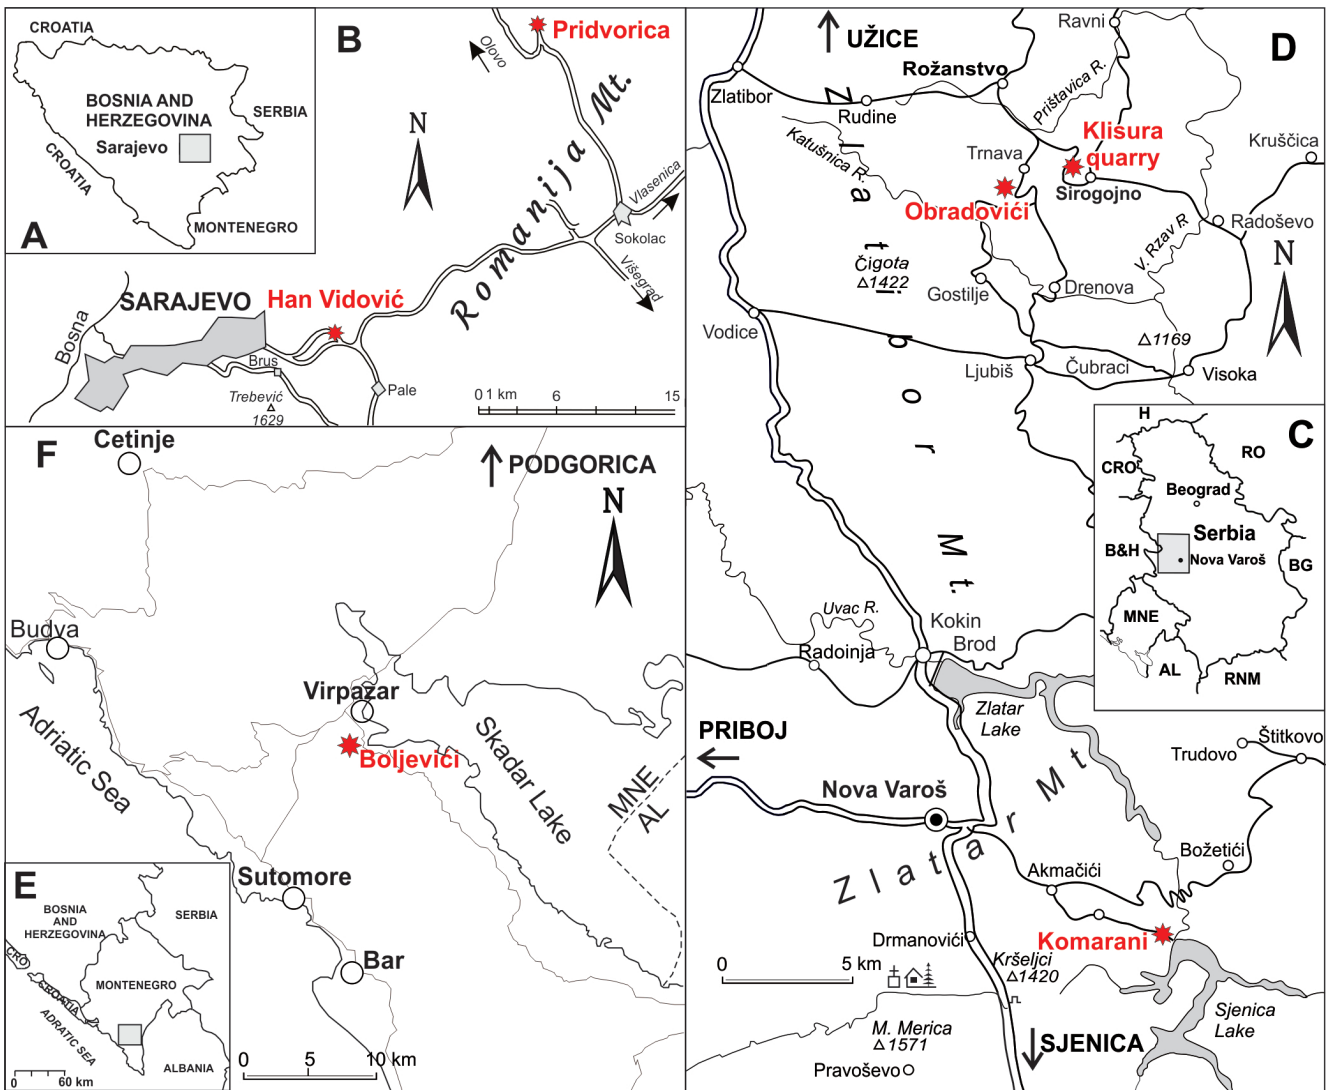 CROATIA
BOSNIA AND
HERZEGOVINA
SERBIA
Sarajevo
CROATIA
MONTENEGRO
A
B
Pridvorica
Olovo
N
Romanija Mt.
Vlasenica
Sokolac
Višegrad
SARAJEVO
Han Vidović
Bosna
Brus
Trebević
△
1629
Pale
0 1 km 6 15
D
UŽICE
Ravni
Rožanstvo
Zlatibor
Rudine
Prištavica R.
Katušnica R.
Klisura
quarry
Kruščica
Trnava
Sirogojno
Obradovići
Radoševo
V. Rzav R
N
Čigota
△1422
Gostilje
Drenova
Vodice
△1169
Ljubiš
Čubraci
Visoka
Zlatibor Mt.
C
H
RO
CRO
Beograd
Serbia
B&H
Nova Varoš
BG
MNE
AL
RNM
Uvac R.
Kokin
Brod
Radoinja
Zlatar
Lake
PRIBOJ
Štitkovo
Trudovo
Nova Varoš
Zlatar Mt
Božetići
Akmačići
Komarani
Drmanovići
Kršeljci
△1420
0 5 km
Sjenica
Lake
M. Merica
△1571
SJENICA
Pravoševo
F
Cetinje
PODGORICA
N
Budva
Virpazar
Adriatic Sea
Boljevići
Skadar Lake
MNE
AL
Sutomore
Bar
0 5 10 km
E
BOSNIA
AND
HERZEGOVINA
SERBIA
CRO
MONTENEGRO
CROATIA
ADRATIC SEA
ALBANIA
0 60 km